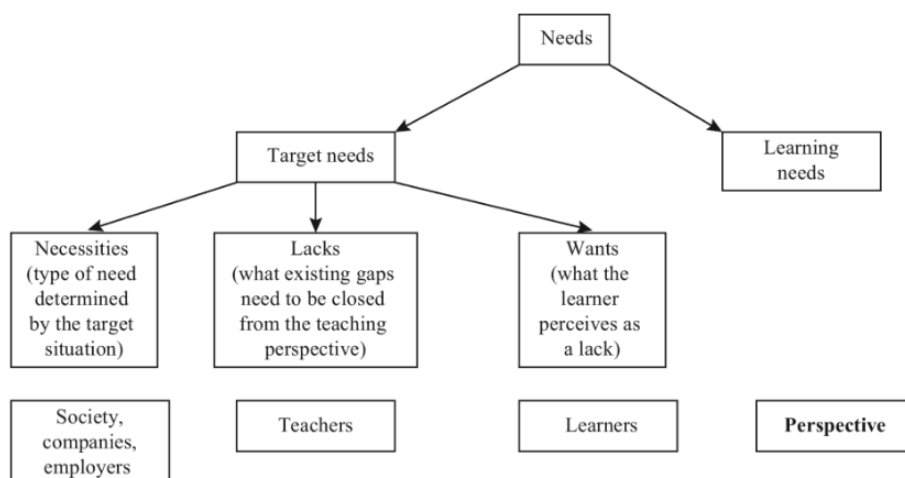 Needs
Target needs
Learning
needs
Necessities
(type of need
determined
by the target
situation)
Lacks
(what existing gaps
need to be closed
from the teaching
perspective)
Wants
(what the
learner
perceives as
a lack)
Society,
companies,
employers
Teachers
Learners
Perspective